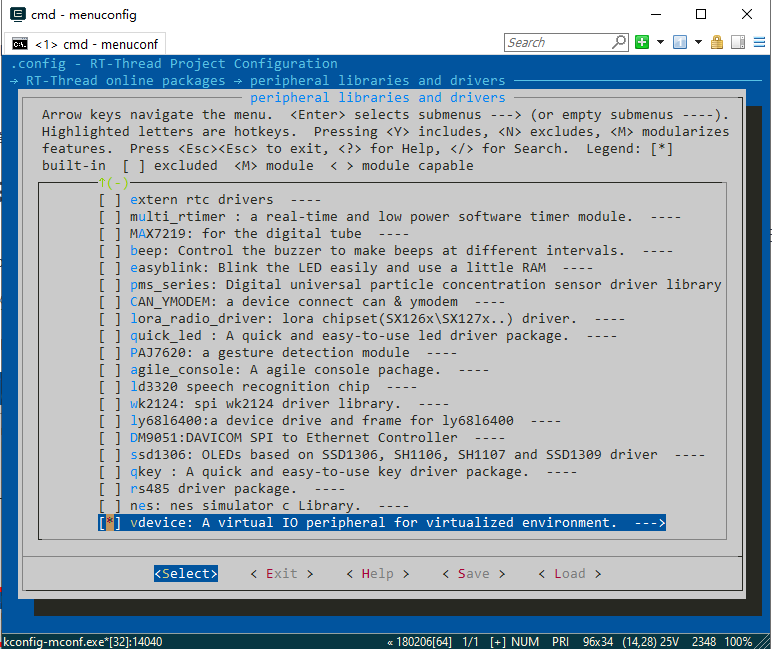 cmd - menuconfig
<1> cmd - menuconf
Search
.config - RT-Thread Project Configuration
→ RT-Thread online packages → peripheral libraries and drivers
peripheral libraries and drivers
Arrow keys navigate the menu.  <Enter> selects submenus ---> (or empty submenus ----).
Highlighted letters are hotkeys.  Pressing <Y> includes, <N> excludes, <M> modularizes
features.  Press <Esc><Esc> to exit, <?> for Help, </> for Search.  Legend: [*]
built-in  [ ] excluded  <M> module  < > module capable
↑(-)
[ ] extern rtc drivers  ----
[ ] multi_rtimer : a real-time and low power software timer module.  ----
[ ] MAX7219: for the digital tube  ----
[ ] beep: Control the buzzer to make beeps at different intervals.  ----
[ ] easyblink: Blink the LED easily and use a little RAM  ----
[ ] pms_series: Digital universal particle concentration sensor driver library
[ ] CAN_YMODEM: a device connect can & ymodem  ----
[ ] lora_radio_driver: lora chipset(SX126x\SX127x..) driver.  ----
[ ] quick_led : A quick and easy-to-use led driver package.  ----
[ ] PAJ7620: a gesture detection module  ----
[ ] agile_console: A agile console pachage.  ----
[ ] ld3320 speech recognition chip  ----
[ ] wk2124: spi wk2124 driver library.  ----
[ ] ly68l6400:a device drive and frame for ly68l6400  ----
[ ] DM9051:DAVICOM SPI to Ethernet Controller  ----
[ ] ssd1306: OLEDs based on SSD1306, SH1106, SH1107 and SSD1309 driver  ----
[ ] qkey : A quick and easy-to-use key driver package.  ----
[ ] rs485 driver package.  ----
[ ] nes: nes simulator c Library.  ----
[*] vdevice: A virtual IO peripheral for virtualized environment.  --->
<Select>    < Exit >    < Help >    < Save >    < Load >
kconfig-mconf.exe*[32]:14040    « 180206[64]  1/1  [+] NUM  PRI  96x34  (14,28) 25V  2348  100%